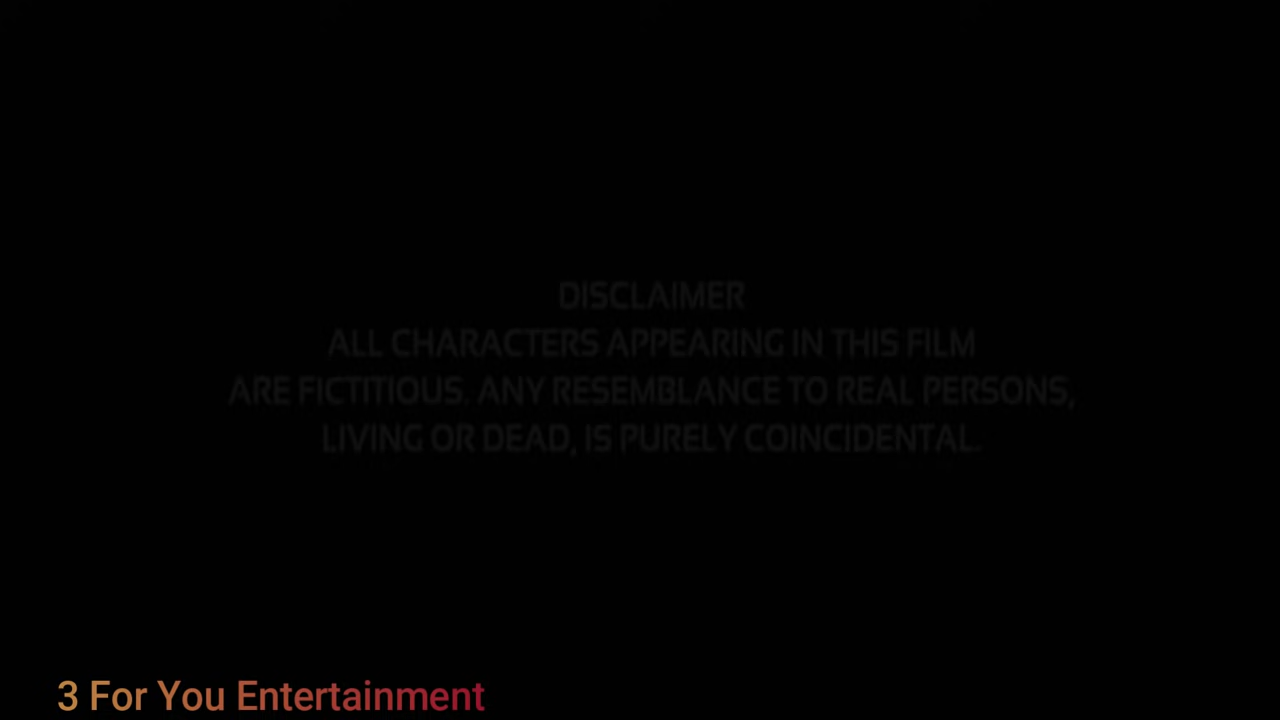 DISCLAIMER
ALL CHARACTERS APPEARING IN THIS FILM
ARE FICTITIOUS. ANY RESEMBLANCE TO REAL PERSONS,
LIVING OR DEAD, IS PURELY COINCIDENTAL.
3 For You Entertainment